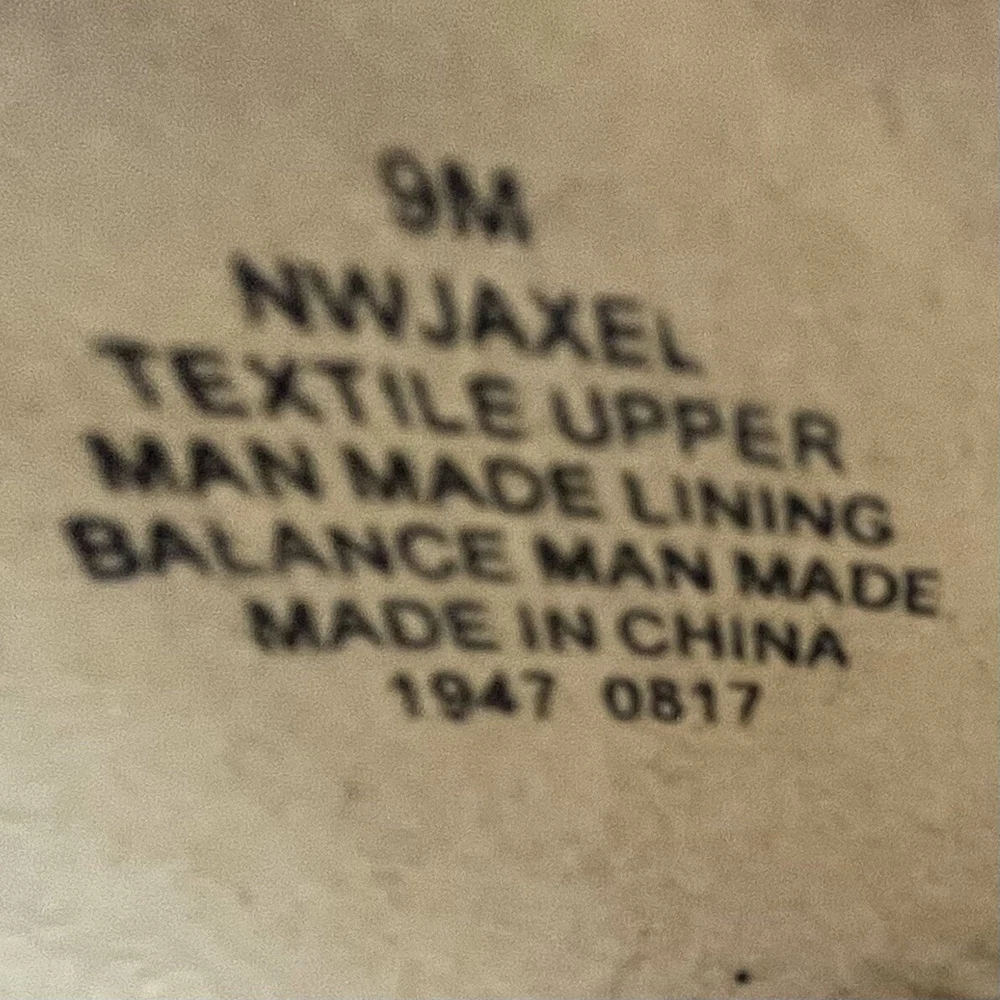 9M
NWJAXEL
TEXTILE UPPER
MAN MADE LINING
BALANCE MAN MADE
MADE IN CHINA
1947 0817